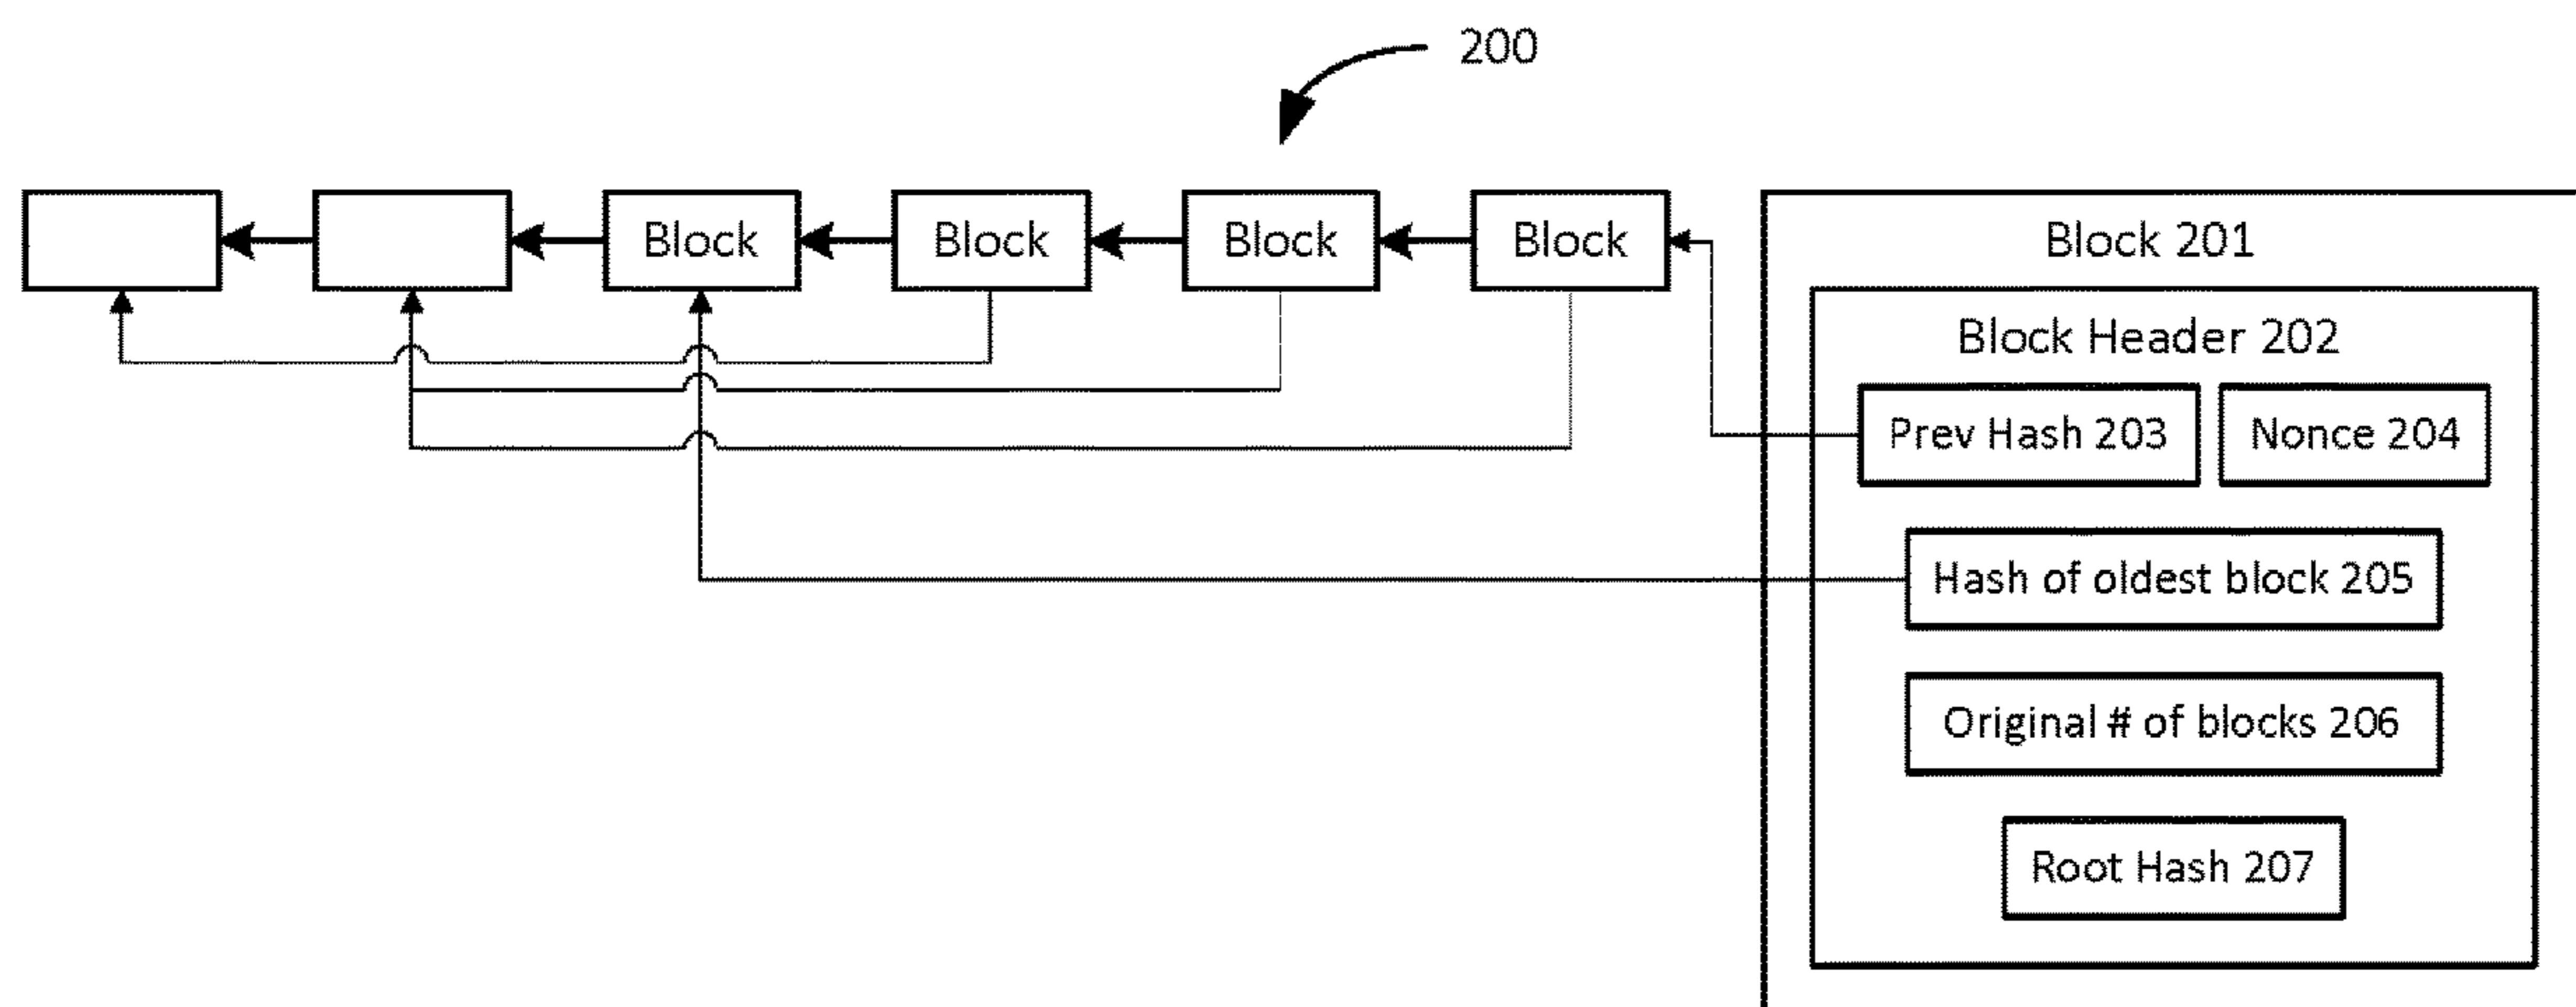 200
Block
Block
Block
Block
Block 201
Block Header 202
Prev Hash 203
Nonce 204
Hash of oldest block 205
Original # of blocks 206
Root Hash 207